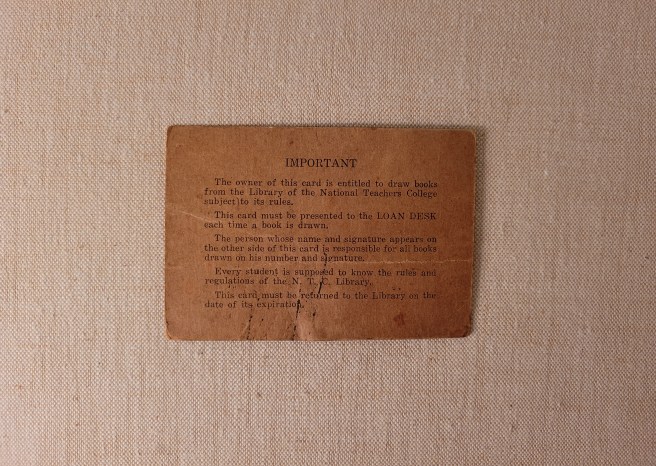 IMPORTANT
The owner of this card is entitled to draw books
from the Library of the National Teachers College
subject to its rules.
This card must be presented to the LOAN DESK
each time a book is drawn.
The person whose name and signature appears on
the other side of this card is responsible for all books
drawn on his number and signature.
Every student is supposed to know the rules and
regulations of the N. T. C. Library.
This card must be returned to the Library on the
date of its expiration.